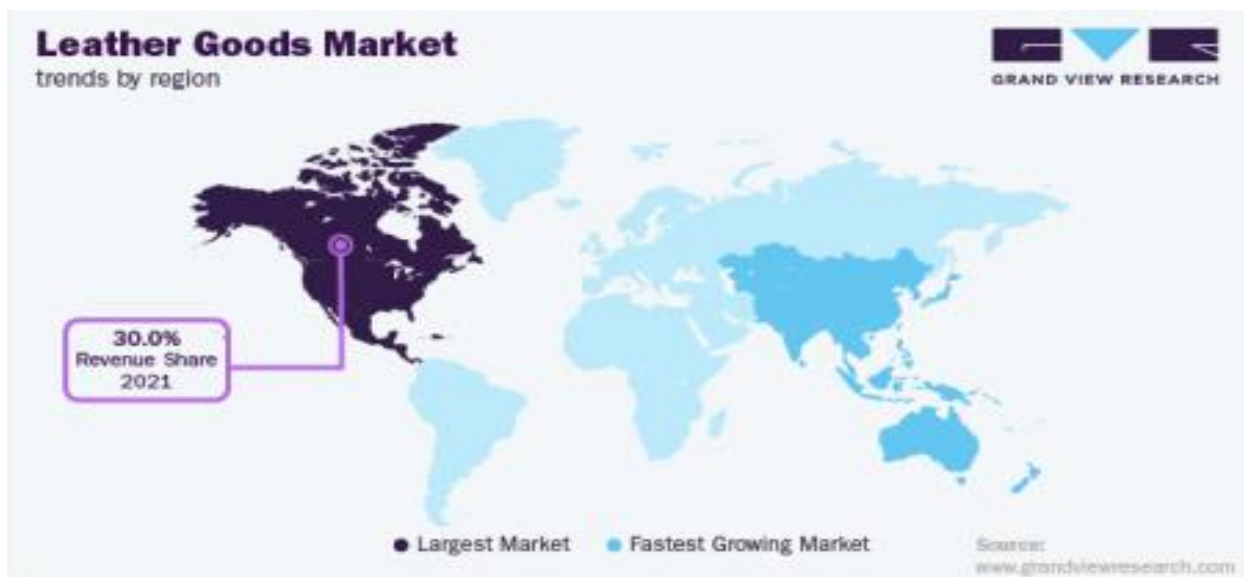 Leather Goods Market
trends by region
GRAND VIEW RESEARCH
30.0%
Revenue Share
2021
Largest Market
Fastest Growing Market
Source:
www.grandviewresearch.com